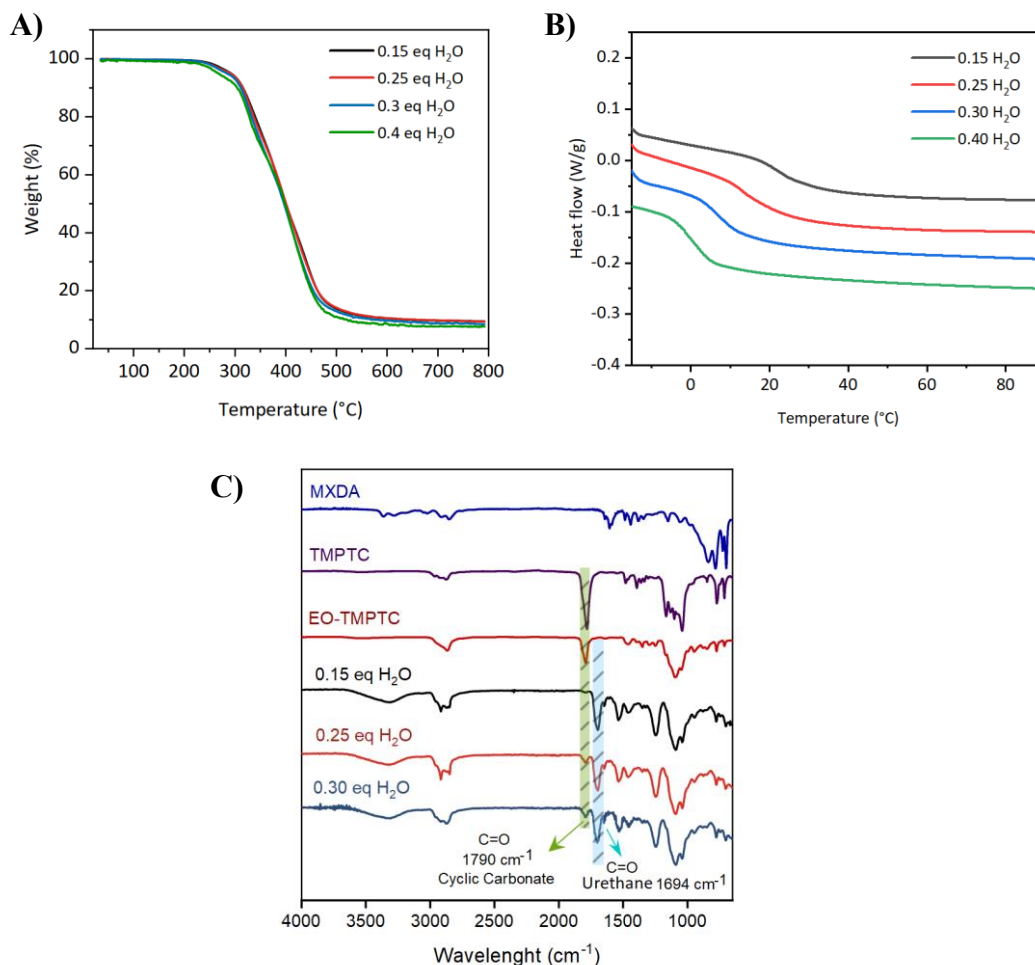 A)
100
80
60
40
20
0
Weight (%)
0.15 eq H₂O
0.25 eq H₂O
0.3 eq H₂O
0.4 eq H₂O
100 200 300 400 500 600 700 800
Temperature (°C)
B)
0.2
0.1
0.0
-0.1
-0.2
-0.3
-0.4
Heat flow (W/g)
0.15 H₂O
0.25 H₂O
0.30 H₂O
0.40 H₂O
0 20 40 60 80
Temperature (°C)
C)
MXDA
TMPTC
EO-TMPTC
0.15 eq H₂O
0.25 eq H₂O
0.30 eq H₂O
C=O
1790 cm⁻¹
Cyclic Carbonate
C=O
Urethane 1694 cm⁻¹
4000 3500 3000 2500 2000 1500 1000
Wavelenght (cm⁻¹)